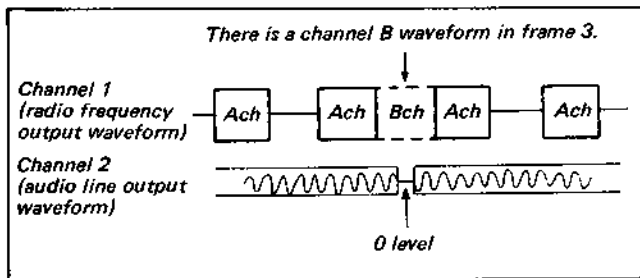 There is a channel B waveform in frame 3.
Channel 1
(radio frequency
output waveform)
Ach
Ach
Bch
Ach
Ach
Channel 2
(audio line output
waveform)
0 level